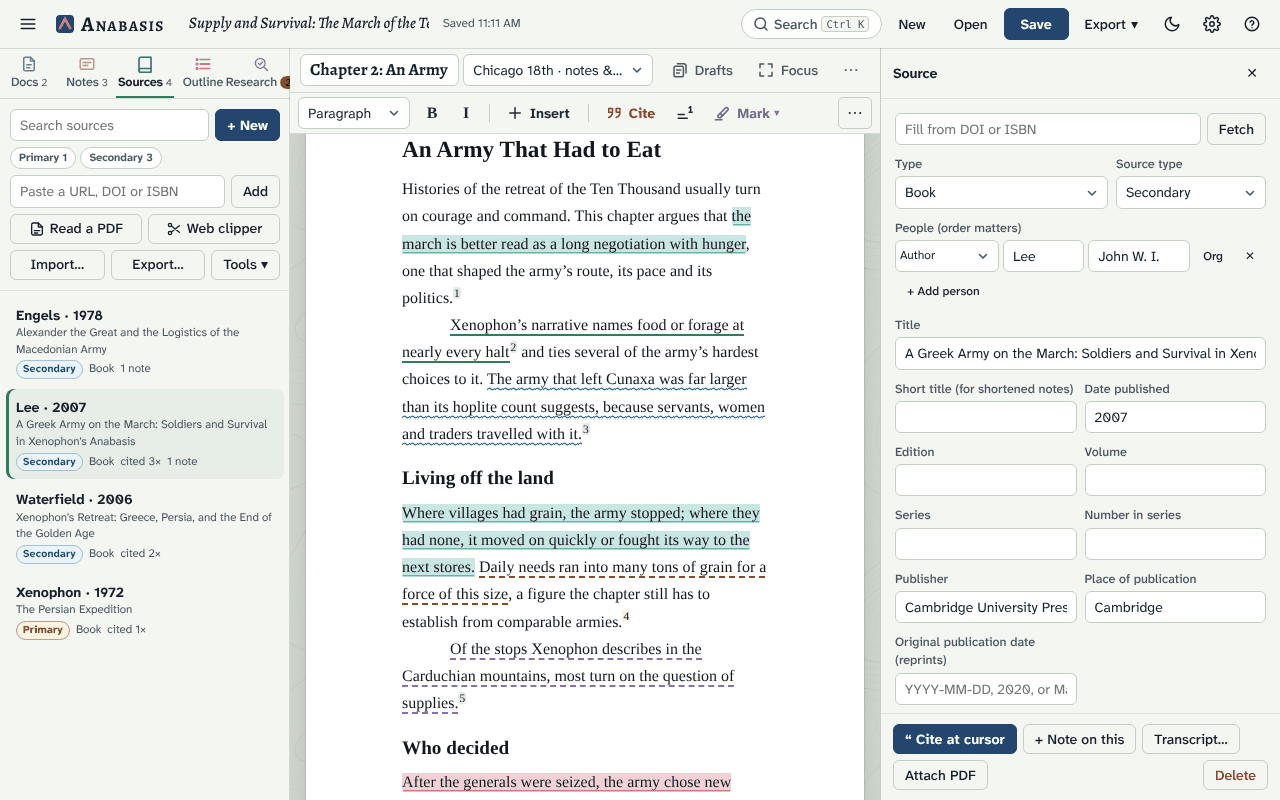 ANABASIS
Supply and Survival: The March of the Te
Saved 11:11 AM
Search Ctrl K
New
Open
Save
Export ▾
Docs 2
Notes 3
Sources 4
Outline
Research 2
Search sources
+ New
Primary 1
Secondary 3
Paste a URL, DOI or ISBN
Add
Read a PDF
Web clipper
Import...
Export...
Tools ▾
Engels · 1978
Alexander the Great and the Logistics of the
Macedonian Army
Secondary Book 1 note
Lee · 2007
A Greek Army on the March: Soldiers and Survival
in Xenophon's Anabasis
Secondary Book cited 3× 1 note
Waterfield · 2006
Xenophon's Retreat: Greece, Persia, and the End of
the Golden Age
Secondary Book cited 2×
Xenophon · 1972
The Persian Expedition
Primary Book cited 1×
Chapter 2: An Army
Chicago 18th · notes &...
Drafts
Focus
...
Paragraph
B
I
+ Insert
Cite
1
Mark ▾
...
An Army That Had to Eat
Histories of the retreat of the Ten Thousand usually turn
on courage and command. This chapter argues that the
march is better read as a long negotiation with hunger,
one that shaped the army’s route, its pace and its
politics.1
Xenophon’s narrative names food or forage at
nearly every halt2 and ties several of the army’s hardest
choices to it. The army that left Cunaxa was far larger
than its hoplite count suggests, because servants, women
and traders travelled with it.3
Living off the land
Where villages had grain, the army stopped; where they
had none, it moved on quickly or fought its way to the
next stores. Daily needs ran into many tons of grain for a
force of this size, a figure the chapter still has to
establish from comparable armies.4
Of the stops Xenophon describes in the
Carduchian mountains, most turn on the question of
supplies.5
Who decided
After the generals were seized, the army chose new
Source
×
Fill from DOI or ISBN
Fetch
Type
Source type
Book
Secondary
People (order matters)
Author
Lee
John W. I.
Org
×
+ Add person
Title
A Greek Army on the March: Soldiers and Survival in Xeno
Short title (for shortened notes)
Date published
2007
Edition
Volume
Series
Number in series
Publisher
Place of publication
Cambridge University Pres
Cambridge
Original publication date
(reprints)
YYYY-MM-DD, 2020, or Ma
❝ Cite at cursor
+ Note on this
Transcript...
Attach PDF
Delete